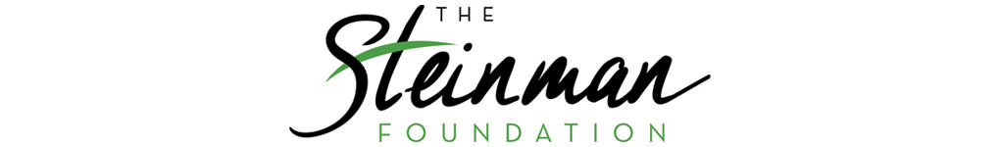 THE
Steinman
FOUNDATION